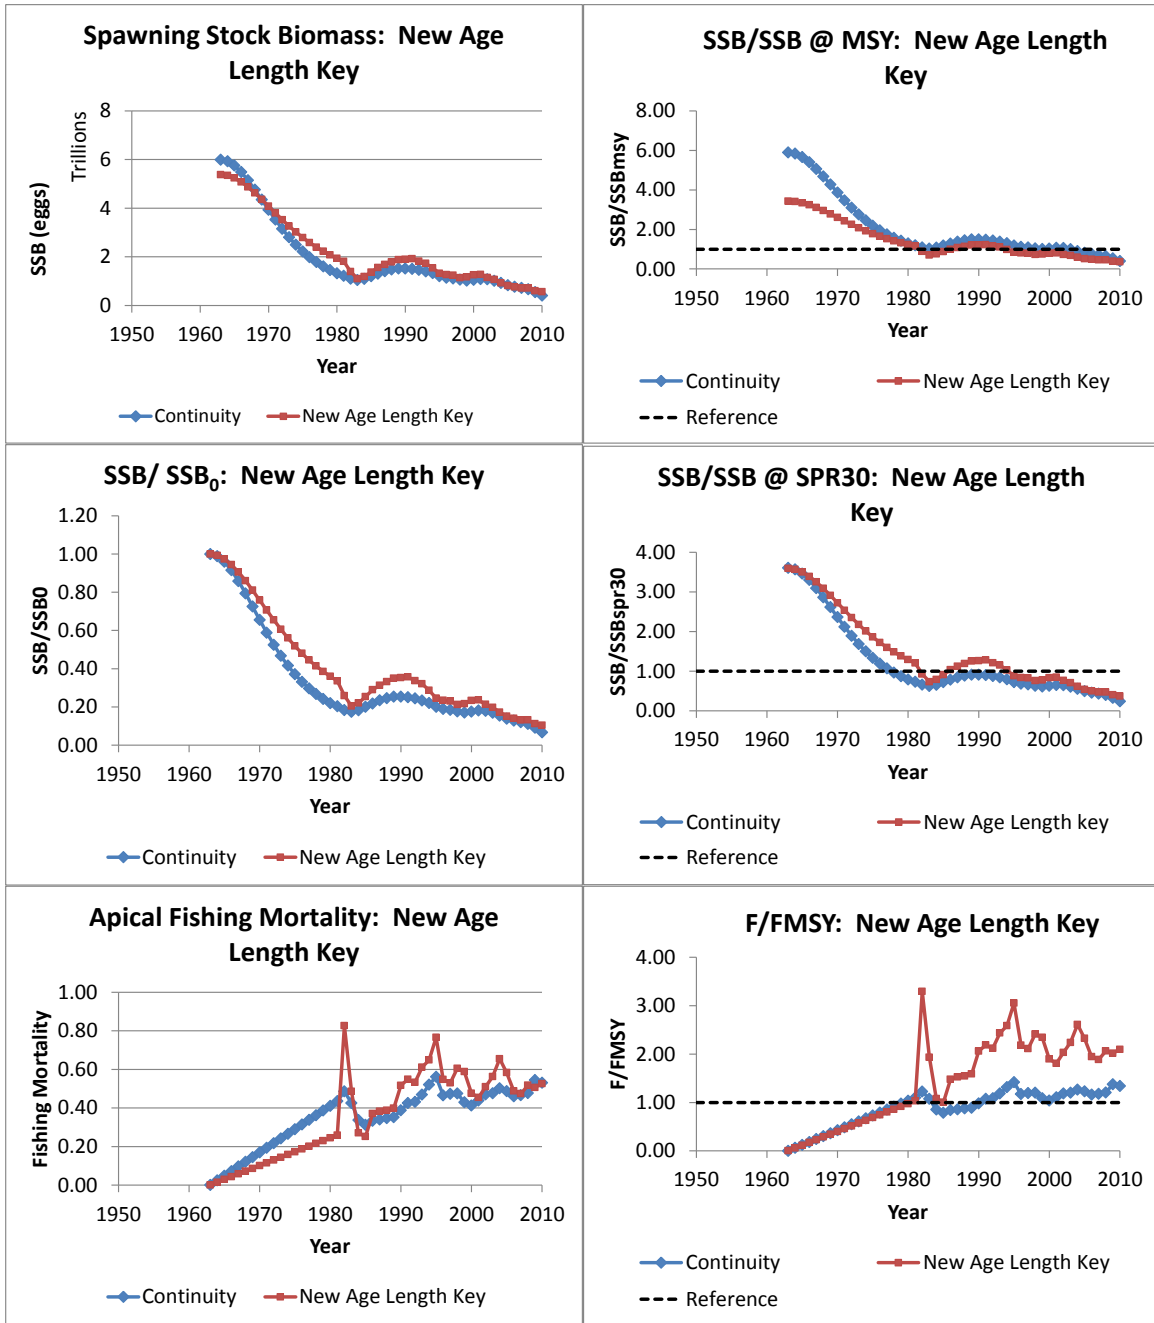 Spawning Stock Biomass:  New Age
Length Key
Trillions
SSB (eggs)
8
6
4
2
0
1950 1960 1970 1980 1990 2000 2010
Year
Continuity New Age Length Key
SSB/SSB @ MSY:  New Age Length
Key
SSB/SSBmsy
8.00
6.00
4.00
2.00
0.00
1950 1960 1970 1980 1990 2000 2010
Year
Continuity New Age Length Key
Reference
SSB/ SSB₀:  New Age Length Key
SSB/SSB0
1.20
1.00
0.80
0.60
0.40
0.20
0.00
1950 1960 1970 1980 1990 2000 2010
Year
Continuity New Age Length Key
SSB/SSB @ SPR30:  New Age Length
Key
SSB/SSBspr30
4.00
3.00
2.00
1.00
0.00
1950 1960 1970 1980 1990 2000 2010
Year
Continuity New Age Length key
Reference
Apical Fishing Mortality:  New Age
Length Key
Fishing Mortality
1.00
0.80
0.60
0.40
0.20
0.00
1950 1960 1970 1980 1990 2000 2010
Year
Continuity New Age Length Key
F/FMSY:  New Age Length Key
F/FMSY
4.00
3.00
2.00
1.00
0.00
1950 1960 1970 1980 1990 2000 2010
Year
Continuity New Age Length Key
Reference